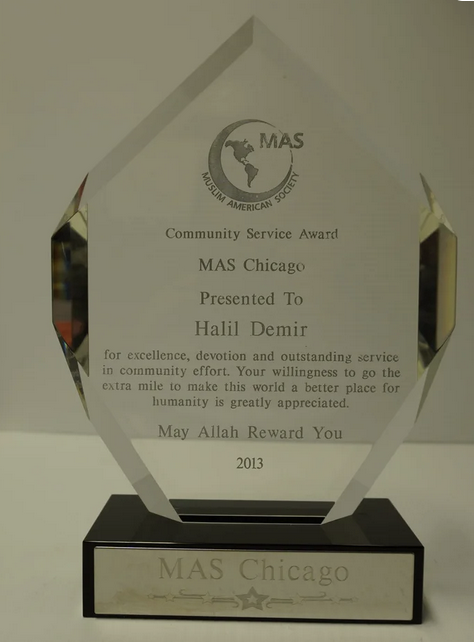 MAS
MUSLIM AMERICAN SOCIETY
Community Service Award
MAS Chicago
Presented To
Halil Demir
for excellence, devotion and outstanding service
in community effort. Your willingness to go the
extra mile to make this world a better place for
humanity is greatly appreciated.
May Allah Reward You
2013
MAS Chicago